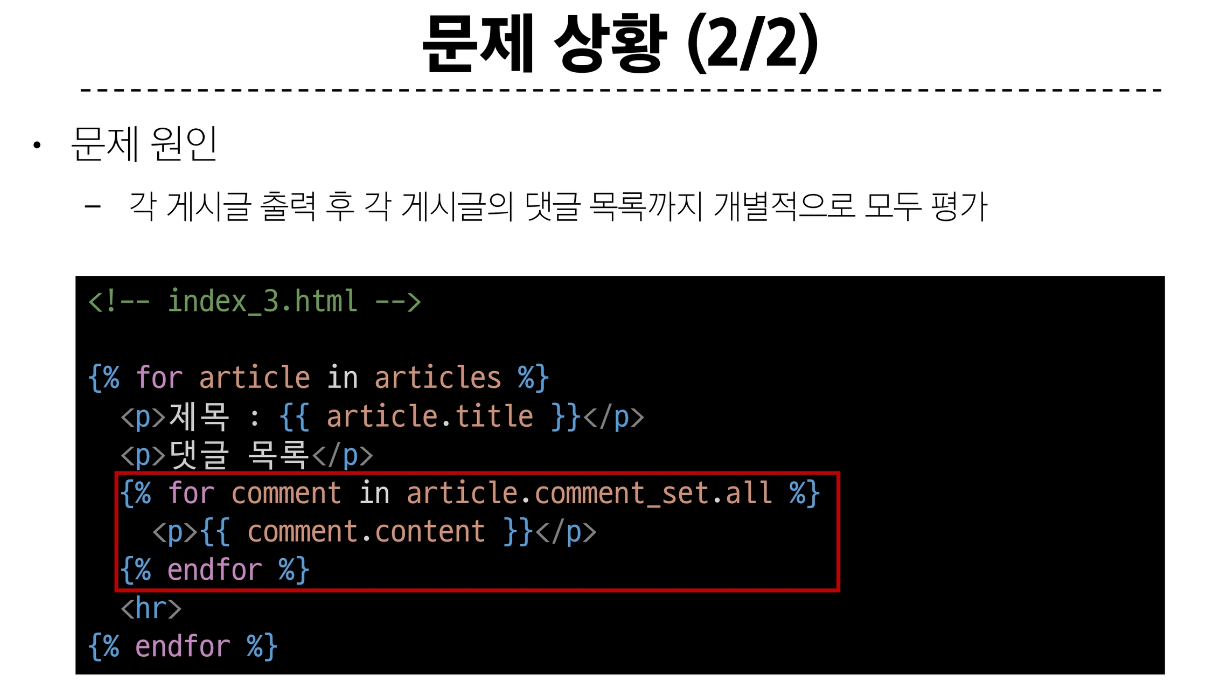 문제 상황 (2/2)
• 문제 원인
– 각 게시글 출력 후 각 게시글의 댓글 목록까지 개별적으로 모두 평가
<!-- index_3.html -->
{% for article in articles %}
<p>제목 : {{ article.title }}</p>
<p>댓글 목록</p>
{% for comment in article.comment_set.all %}
<p>{{ comment.content }}</p>
{% endfor %}
<hr>
{% endfor %}